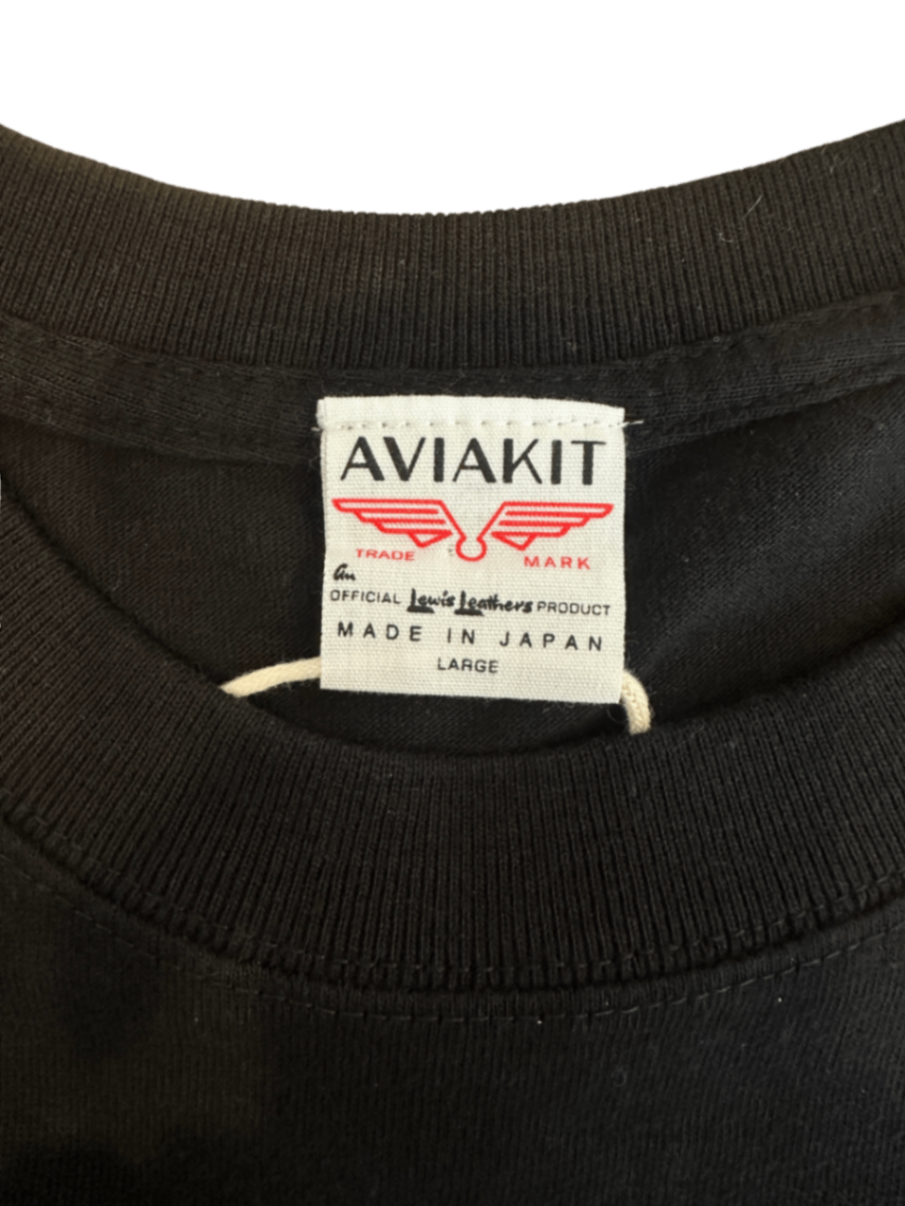 AVIAKIT
TRADE MARK
An
OFFICIAL Lewis Leathers PRODUCT
MADE IN JAPAN
LARGE